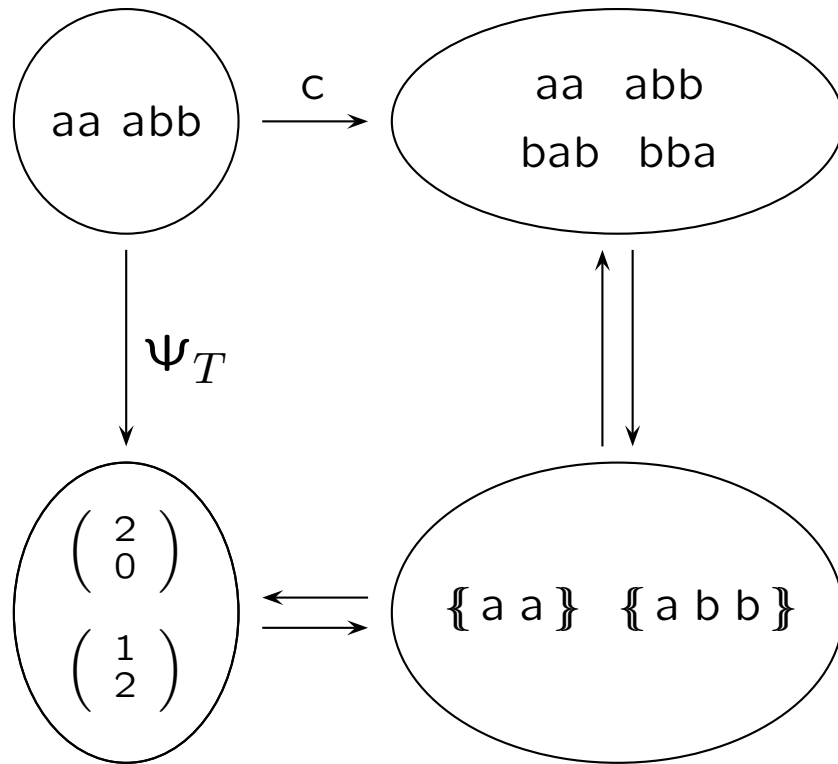 aa abb
c
aa abb
bab bba
Ψ_T
( 2 0 )
( 1 2 )
⦃ a a ⦄ ⦃ a b b ⦄